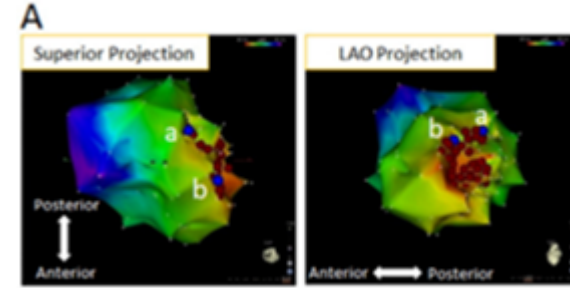 A
Superior Projection
LAO Projection
a
b
Posterior
Anterior
b
a
Anterior
Posterior